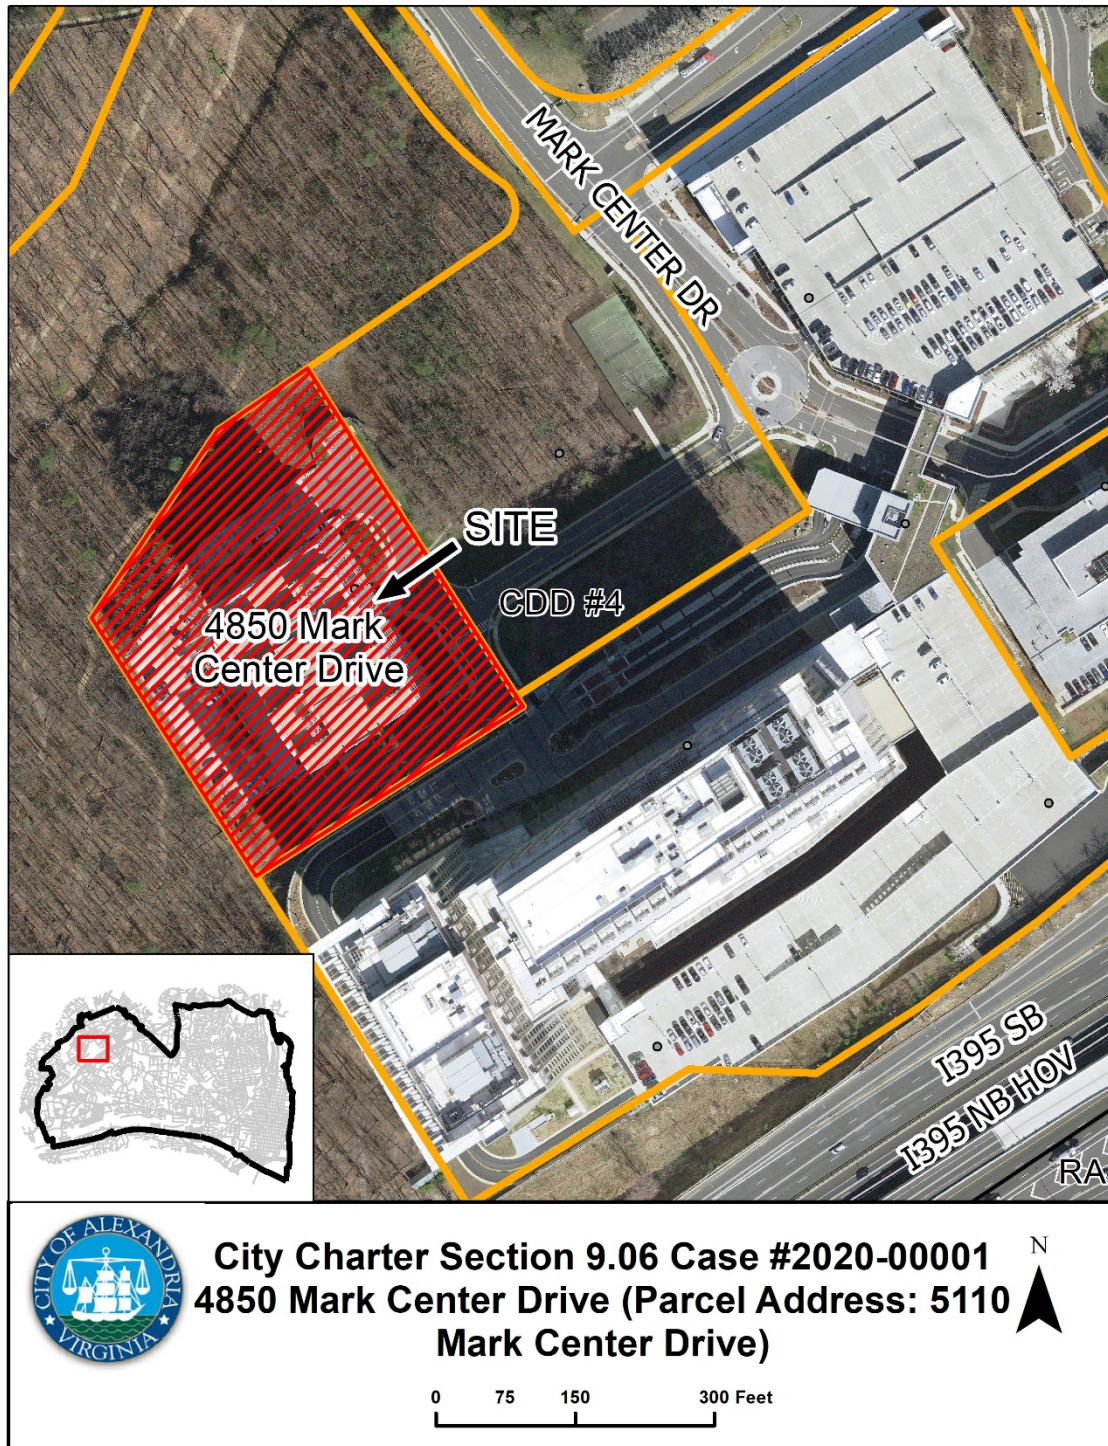 MARK CENTER DR
SITE
CDD #4
4850 Mark
Center Drive
I395 SB
I395 NB HOV
RA
CITY OF ALEXANDRIA
VIRGINIA
City Charter Section 9.06 Case #2020-00001
4850 Mark Center Drive (Parcel Address: 5110
Mark Center Drive)
N
0 75 150 300 Feet